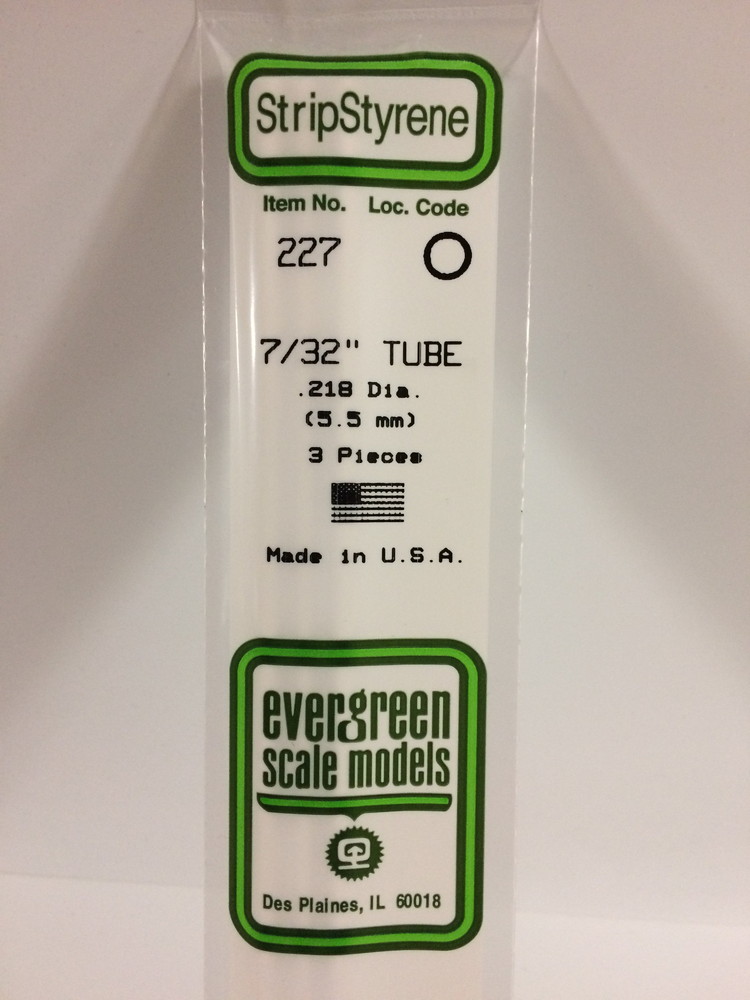 StripStyrene
Item No. Loc. Code
227
7/32" TUBE
.218 Dia.
(5.5 mm)
3 Pieces
Made in U.S.A.
evergreen
scale models
Des Plaines, IL 60018